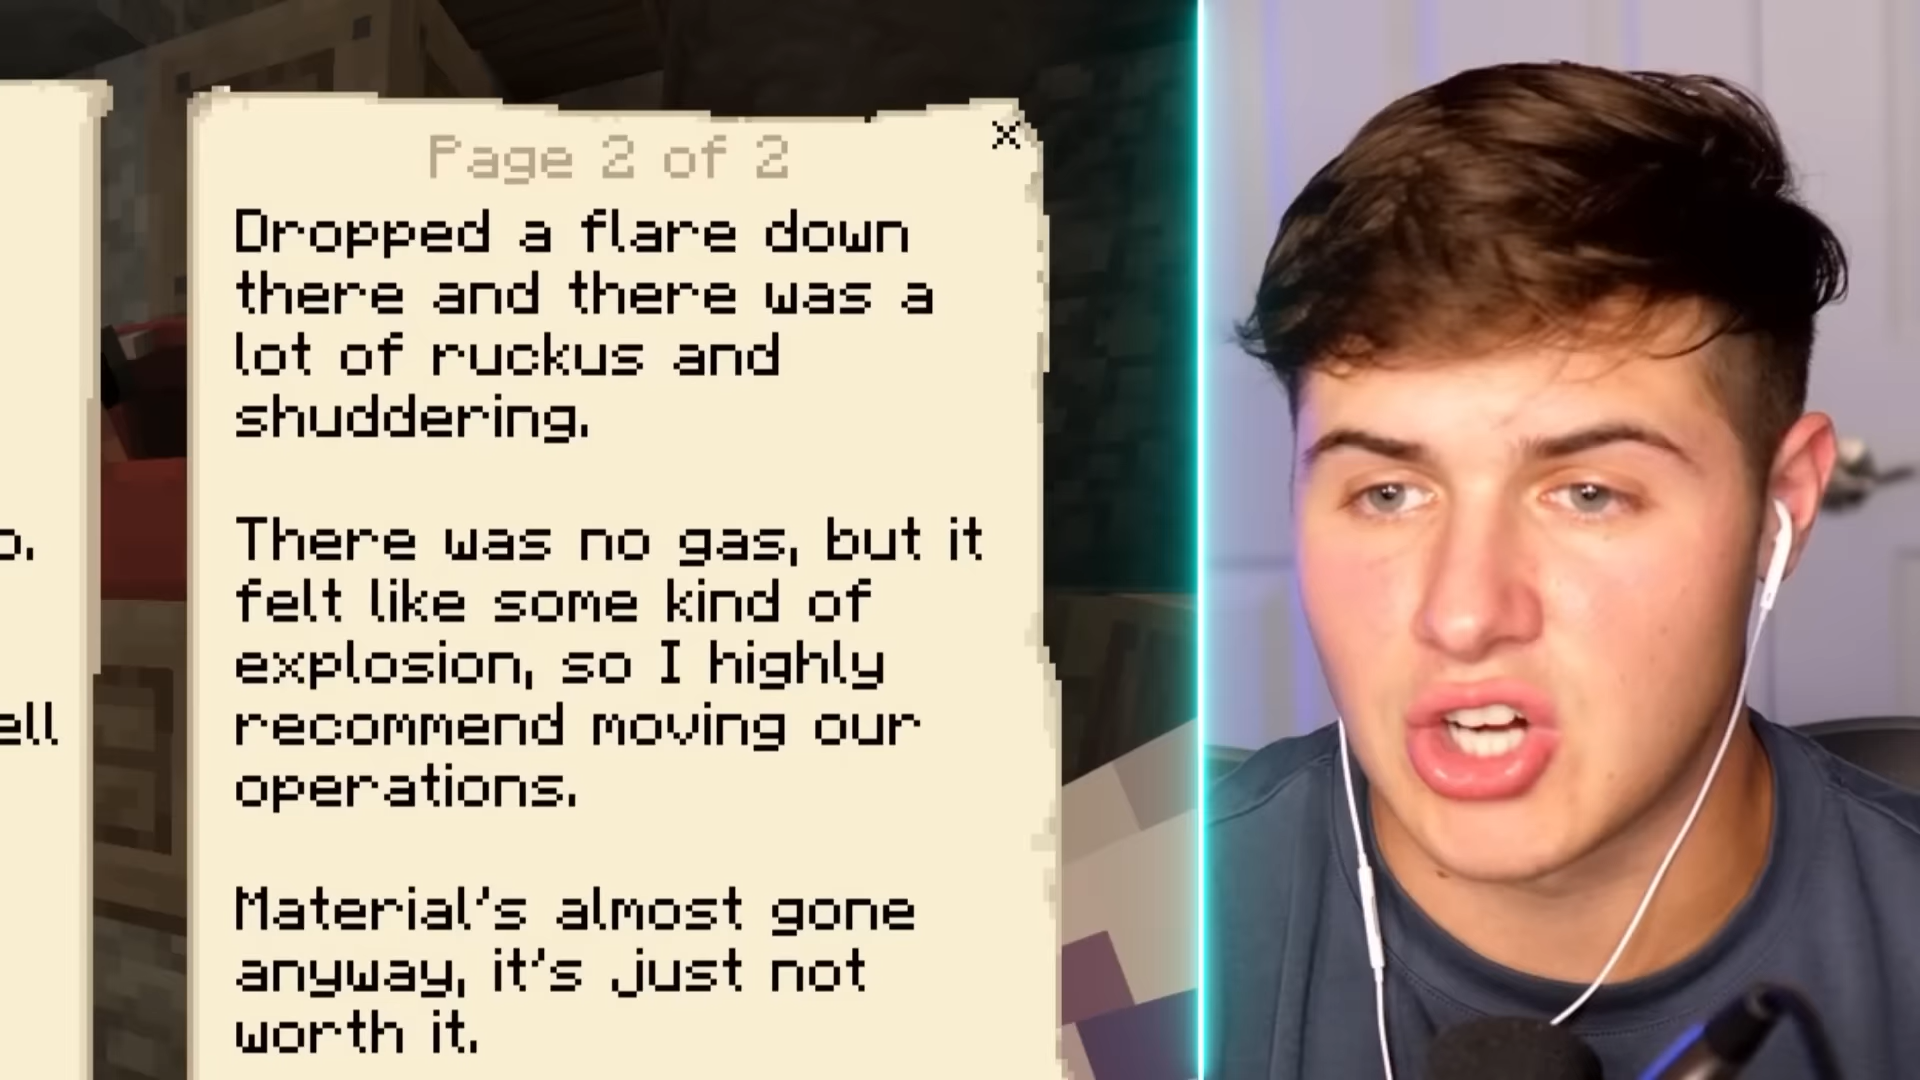 Page 2 of 2
Dropped a flare down
there and there was a
lot of ruckus and
shuddering.
There was no gas, but it
felt like some kind of
explosion, so I highly
recommend moving our
operations.
Material's almost gone
anyway, it's just not
worth it.